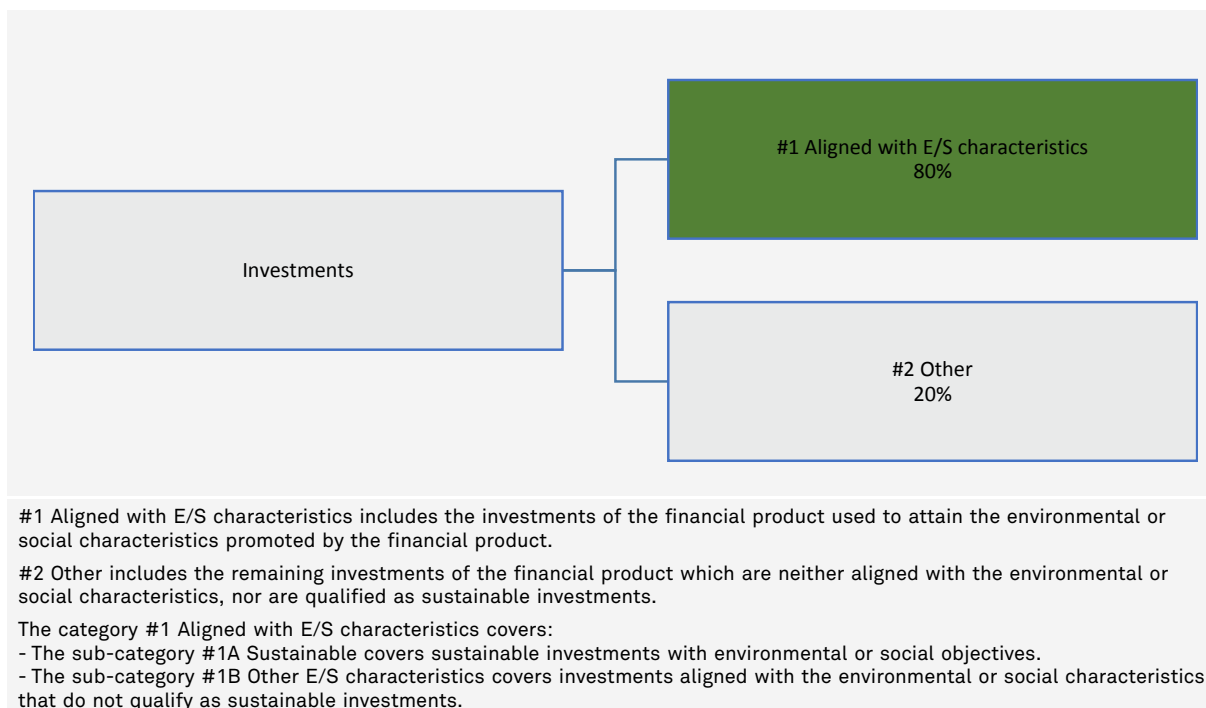 #1 Aligned with E/S characteristics
80%
Investments
#2 Other
20%
#1 Aligned with E/S characteristics includes the investments of the financial product used to attain the environmental or
social characteristics promoted by the financial product.
#2 Other includes the remaining investments of the financial product which are neither aligned with the environmental or
social characteristics, nor are qualified as sustainable investments.
The category #1 Aligned with E/S characteristics covers:
- The sub-category #1A Sustainable covers sustainable investments with environmental or social objectives.
- The sub-category #1B Other E/S characteristics covers investments aligned with the environmental or social characteristics
that do not qualify as sustainable investments.